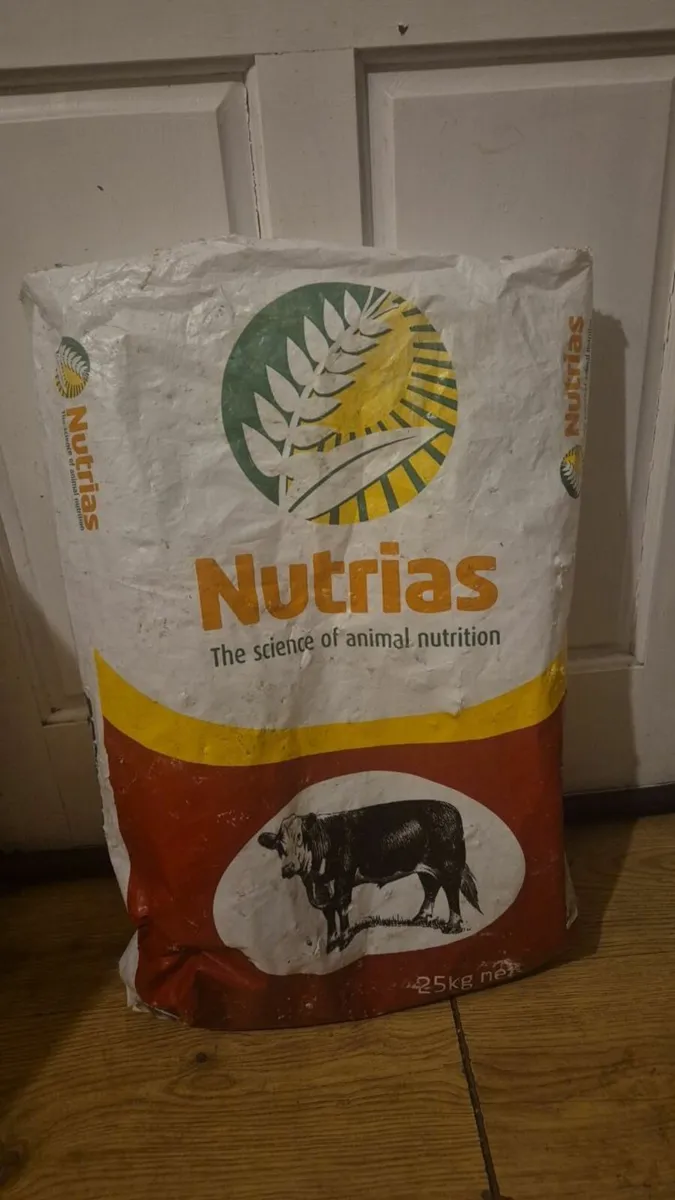 Nutrias
The science of animal nutrition
Nutrias
The science of animal nutrition
Nutrias
25kg net